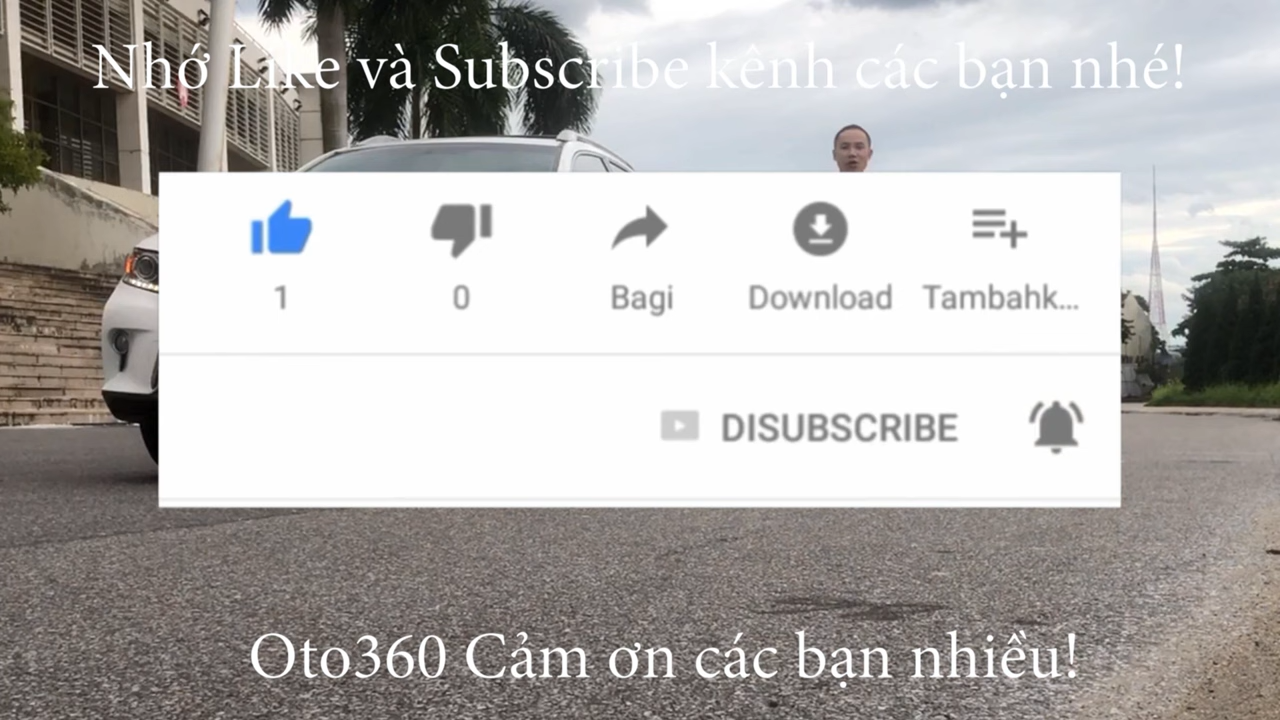 Nhớ Like và Subscribe kênh các bạn nhé!
1 0 Bagi Download Tambahk...
DISUBSCRIBE
Oto360 Cảm ơn các bạn nhiều!